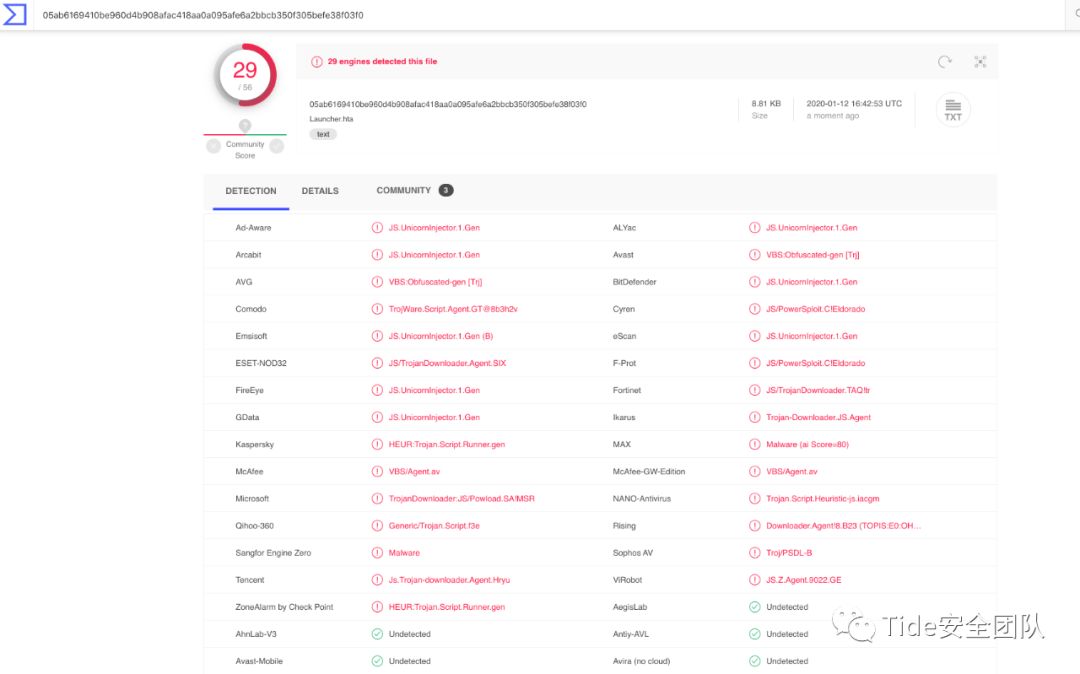 05ab6169410be960d4b908afac418aa0a095afe6a2bbcb350f305befe38f03f0
29
/ 56
Community
Score
29 engines detected this file
05ab6169410be960d4b908afac418aa0a095afe6a2bbcb350f305befe38f03f0
Launcher.hta
text
8.81 KB
Size
2020-01-12 16:42:53 UTC
a moment ago
TXT
DETECTION DETAILS COMMUNITY 3
Ad-Aware JS.UnicornInjector.1.Gen ALYac JS.UnicornInjector.1.Gen
Arcabit JS.UnicornInjector.1.Gen Avast VBS:Obfuscated-gen [Trj]
AVG VBS:Obfuscated-gen [Trj] BitDefender JS.UnicornInjector.1.Gen
Comodo TrojWare.Script.Agent.GT@8b3h2v Cyren JS/PowerSploit.C!Eldorado
Emsisoft JS.UnicornInjector.1.Gen (B) eScan JS.UnicornInjector.1.Gen
ESET-NOD32 JS/TrojanDownloader.Agent.SIX F-Prot JS/PowerSploit.C!Eldorado
FireEye JS.UnicornInjector.1.Gen Fortinet JS/TrojanDownloader.TAQ!tr
GData JS.UnicornInjector.1.Gen Ikarus Trojan-Downloader.JS.Agent
Kaspersky HEUR:Trojan.Script.Runner.gen MAX Malware (ai Score=80)
McAfee VBS/Agent.av McAfee-GW-Edition VBS/Agent.av
Microsoft TrojanDownloader:JS/Powload.SA!MSR NANO-Antivirus Trojan.Script.Heuristic-js.iacgm
Qihoo-360 Generic/Trojan.Script.f3e Rising Downloader.Agent!8.B23 (TOPIS:E0:OH...
Sangfor Engine Zero Malware Sophos AV Troj/PSDL-B
Tencent Js.Trojan-downloader.Agent.Hryu ViRobot JS.Z.Agent.9022.GE
ZoneAlarm by Check Point HEUR:Trojan.Script.Runner.gen AegisLab Undetected
AhnLab-V3 Undetected Antiy-AVL Undetected
Avast-Mobile Undetected Avira (no cloud) Undetected
Tide安全团队